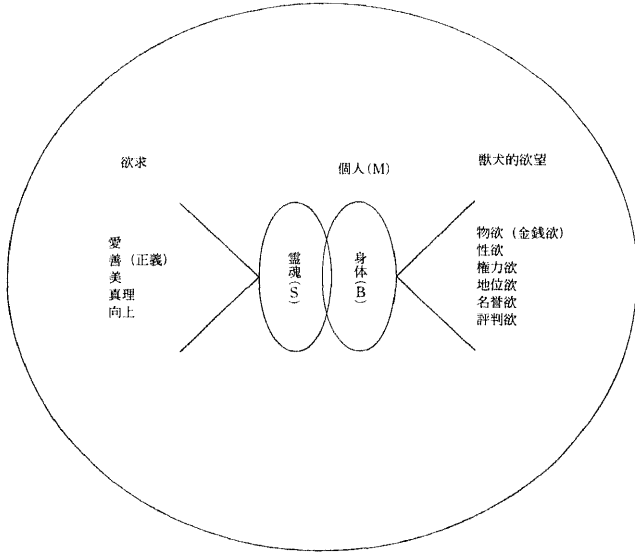 欲求
個人(M)
獣犬的欲望
愛
善(正義)
美
真理
向上
霊魂(S)
身体(B)
物欲(金銭欲)
性欲
権力欲
地位欲
名誉欲
評判欲